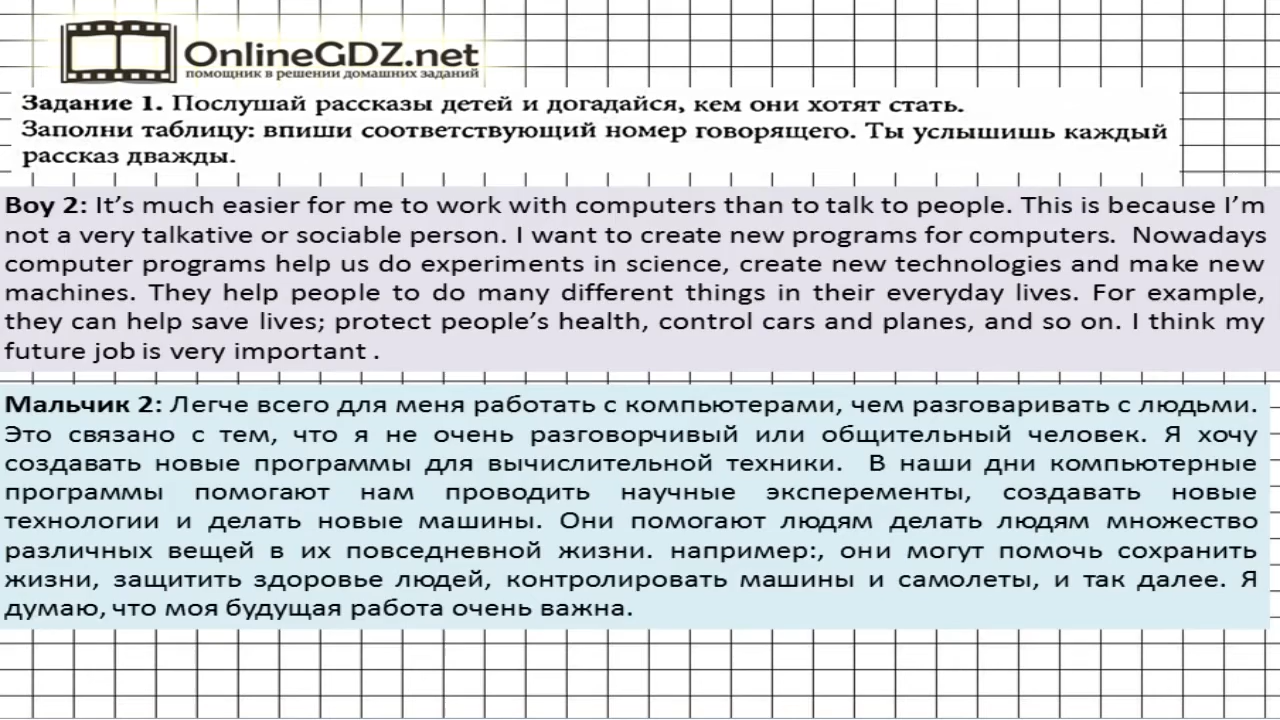 OnlineGDZ.net
помощник в решении домашних заданий
Задание 1. Послушай рассказы детей и догадайся, кем они хотят стать.
Заполни таблицу: впиши соответствующий номер говорящего. Ты услышишь каждый
рассказ дважды.
Boy 2: It’s much easier for me to work with computers than to talk to people. This is because I’m
not a very talkative or sociable person. I want to create new programs for computers. Nowadays
computer programs help us do experiments in science, create new technologies and make new
machines. They help people to do many different things in their everyday lives. For example,
they can help save lives; protect people’s health, control cars and planes, and so on. I think my
future job is very important .
Мальчик 2: Легче всего для меня работать с компьютерами, чем разговаривать с людьми.
Это связано с тем, что я не очень разговорчивый или общительный человек. Я хочу
создавать новые программы для вычислительной техники. В наши дни компьютерные
программы помогают нам проводить научные эксперементы, создавать новые
технологии и делать новые машины. Они помогают людям делать людям множество
различных вещей в их повседневной жизни. например:, они могут помочь сохранить
жизни, защитить здоровье людей, контролировать машины и самолеты, и так далее. Я
думаю, что моя будущая работа очень важна.